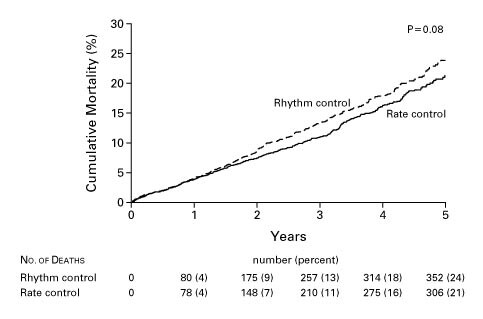 30
P=0.08
25
20
Rhythm control
15
Rate control
10
5
0
Cumulative Mortality (%)
0 1 2 3 4 5
Years
NO. OF DEATHS number (percent)
Rhythm control 0 80 (4) 175 (9) 257 (13) 314 (18) 352 (24)
Rate control 0 78 (4) 148 (7) 210 (11) 275 (16) 306 (21)